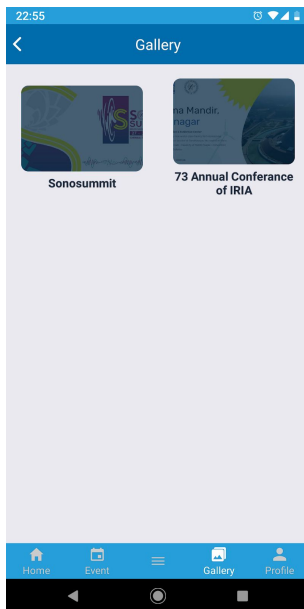 22:55
Gallery
na Mandir,
nagar
Sonosummit
73 Annual Conferance
of IRIA
Home
Event
Gallery
Profile